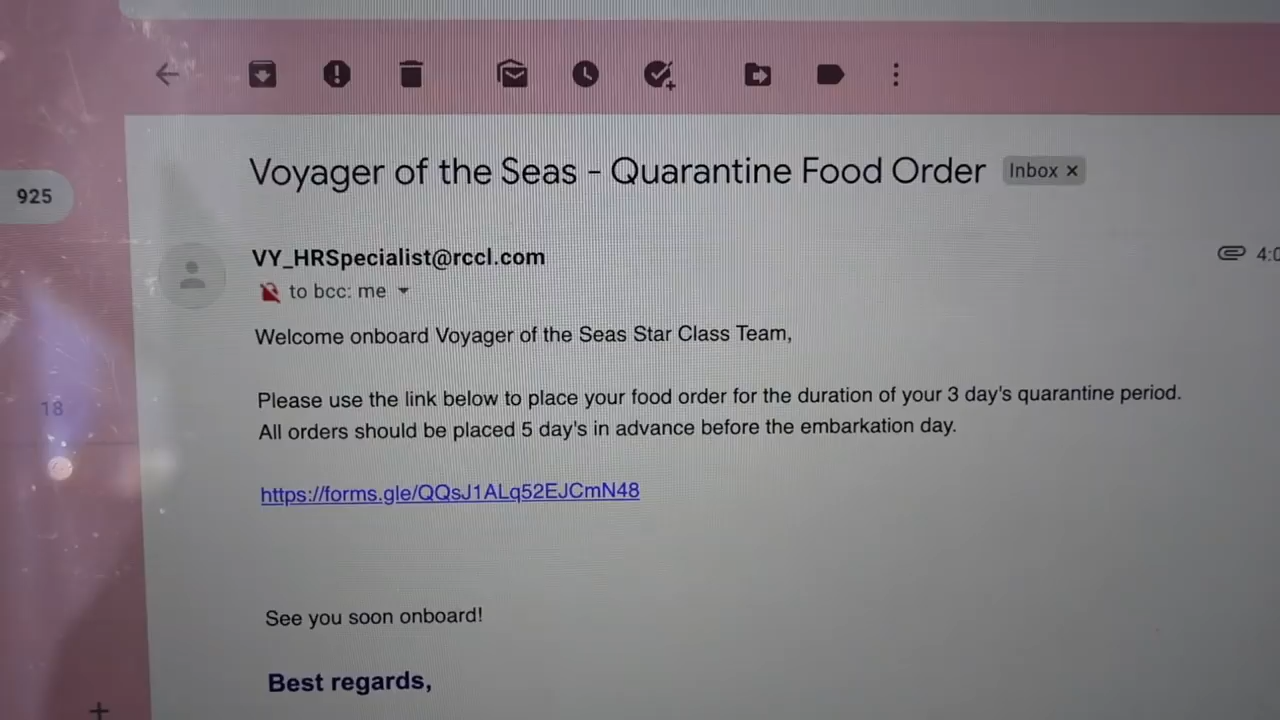 Voyager of the Seas - Quarantine Food Order Inbox ×
925
VY_HRSpecialist@rccl.com
4:0
to bcc: me
Welcome onboard Voyager of the Seas Star Class Team,
Please use the link below to place your food order for the duration of your 3 day's quarantine period.
18
All orders should be placed 5 day's in advance before the embarkation day.
https://forms.gle/QQsJ1ALq52EJCmN48
See you soon onboard!
Best regards,